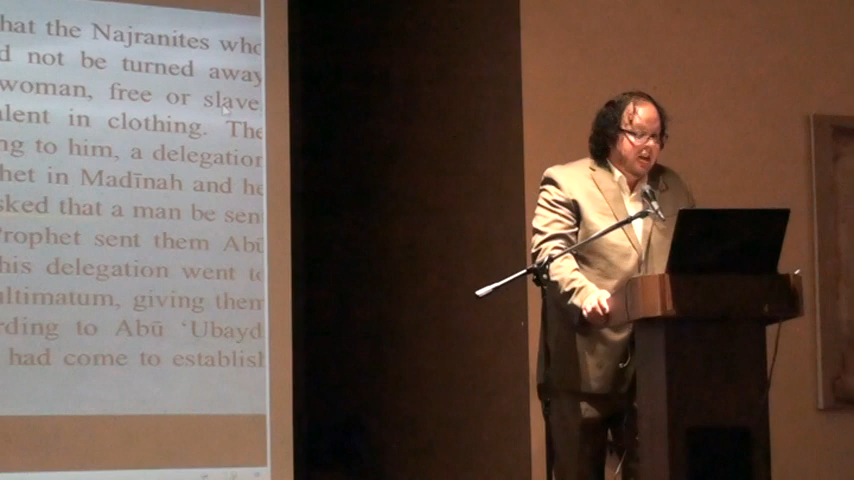 hat the Najranites who
d not be turned away
woman, free or slave
alent in clothing. The
ng to him, a delegation
het in Madīnah and he
sked that a man be sent
Prophet sent them Abū
his delegation went to
ultimatum, giving them
rding to Abū ‘Ubayd
had come to establish